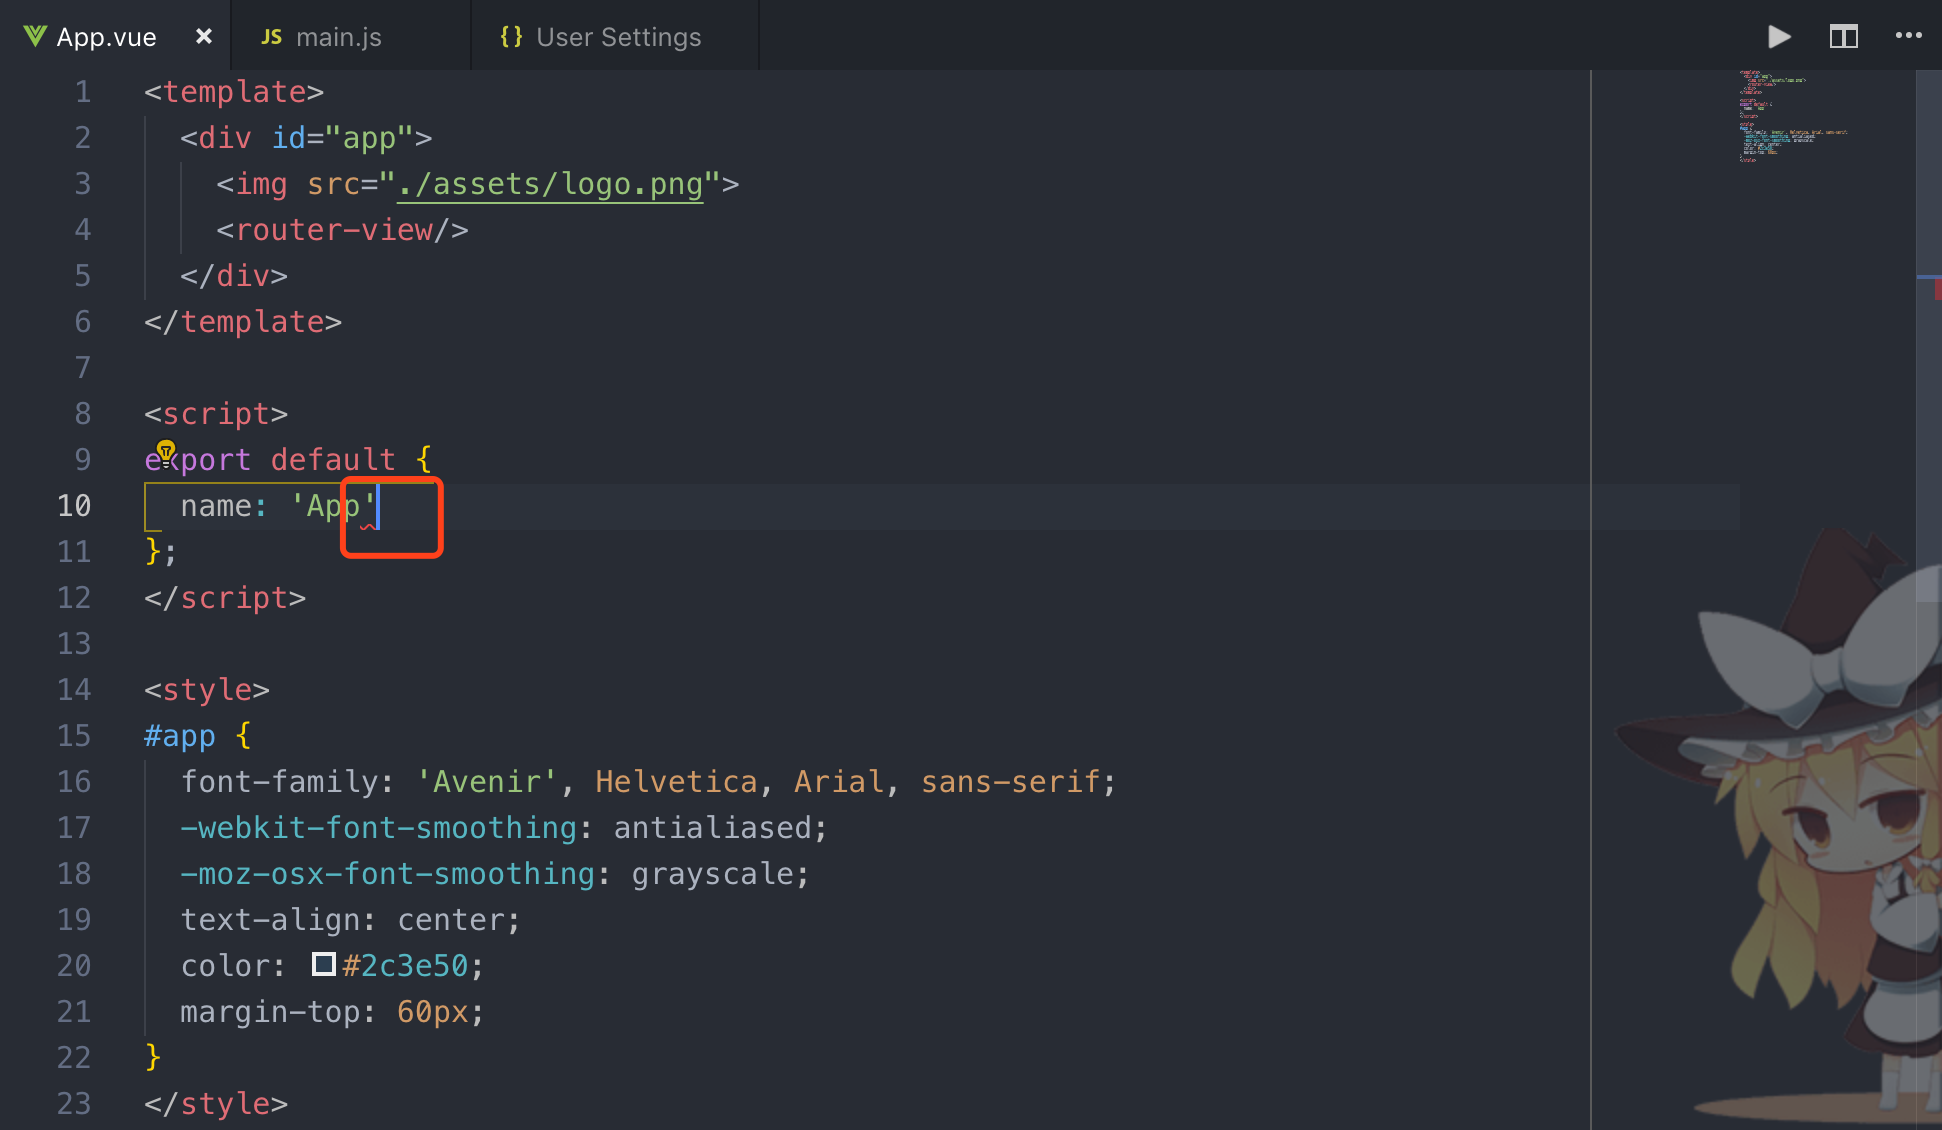 App.vue
JS main.js
{} User Settings
1 <template>
2 <div id="app">
3 <img src="./assets/logo.png">
4 <router-view/>
5 </div>
6 </template>
7
8 <script>
9 export default {
10 name: 'App'
11 };
12 </script>
13
14 <style>
15 #app {
16 font-family: 'Avenir', Helvetica, Arial, sans-serif;
17 -webkit-font-smoothing: antialiased;
18 -moz-osx-font-smoothing: grayscale;
19 text-align: center;
20 color: #2c3e50;
21 margin-top: 60px;
22 }
23 </style>